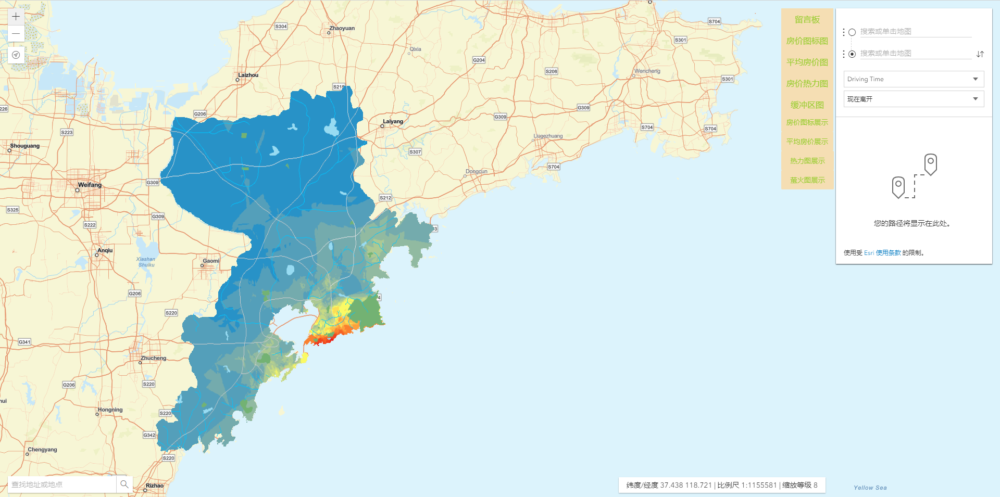 S304
Zhaoyuan
S704
S301
Qixia
G204
S206
Wencheng
S301
Laizhou
S215
226
G206
G309
G309
Laiyang
S704
S704
S223
Liugezhuang
Shouguang
S307
S704
Dongcun
G309
Weifang
S212
S325
G309
S222
3
Anqiu
Xiashan
Shuiku
Gaomi
G206
4
S220
G341
Zhucheng
G206
S220
hui
Hongning
S220
G342
Chengyang
S220
Rizhao
Yellow Sea
留言板
房价图标图
平均房价图
房价热力图
缓冲区图
房价图标展示
平均房价展示
热力图展示
萤火图展示
搜索或单击地图
搜索或单击地图
Driving Time
现在离开
您的路径将显示在此处。
使用受 Esri 使用条款 的限制。
查找地址或地点
纬度/经度 37.438 118.721 | 比例尺 1:1155581 | 缩放等级 8